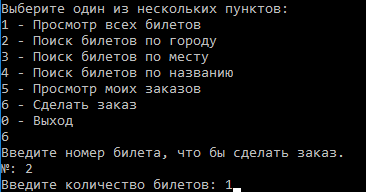 Выберите один из нескольких пунктов:
1 - Просмотр всех билетов
2 - Поиск билетов по городу
3 - Поиск билетов по месту
4 - Поиск билетов по названию
5 - Просмотр моих заказов
6 - Сделать заказ
0 - Выход
6
Введите номер билета, что бы сделать заказ.
№: 2
Введите количество билетов: 1